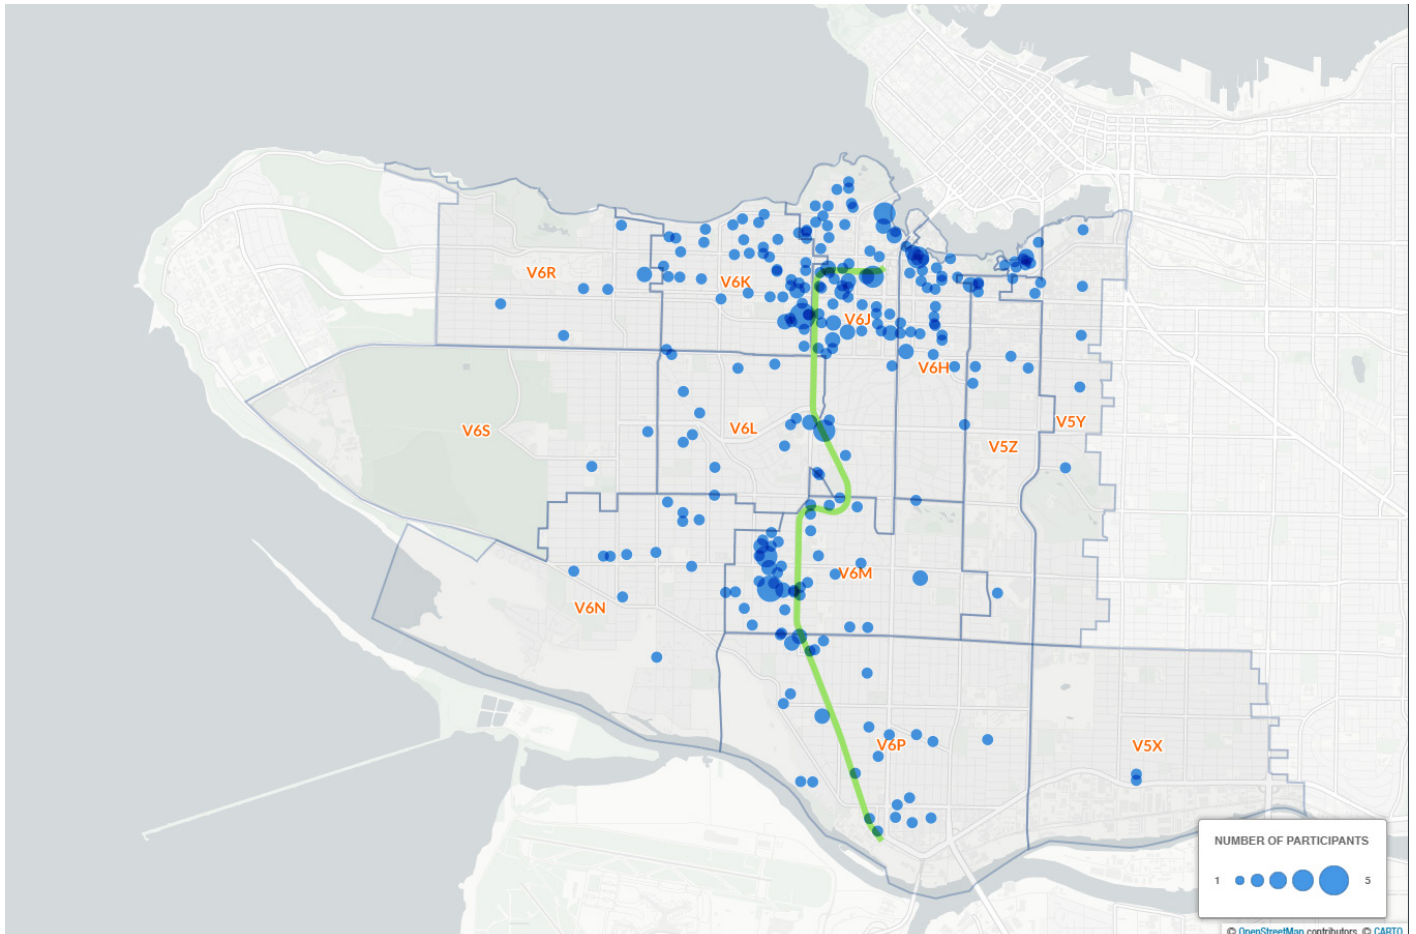 V6R
V6K
V6J
V6H
V6S
V6L
V5Y
V5Z
V6M
V6N
V6P
V5X
NUMBER OF PARTICIPANTS
1 5
© OpenStreetMap contributors, © CARTO